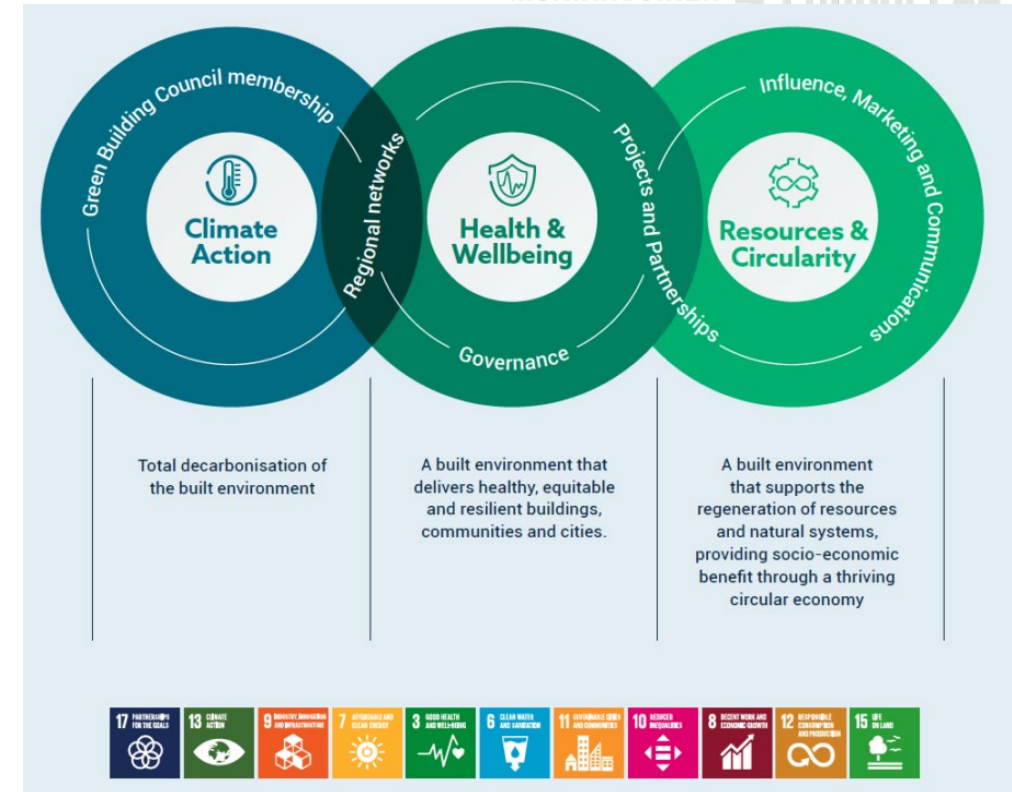 Green Building Council membership
Climate
Action
Regional networks
Health &
Wellbeing
Governance
Projects and Partnerships
Resources &
Circularity
Influence, Marketing and Communications
Total decarbonisation of
the built environment
A built environment that
delivers healthy, equitable
and resilient buildings,
communities and cities.
A built environment
that supports the
regeneration of resources
and natural systems,
providing socio-economic
benefit through a thriving
circular economy
17 PARTNERSHIPS
FOR THE GOALS
13 CLIMATE
ACTION
9 INDUSTRY, INNOVATION
AND INFRASTRUCTURE
7 AFFORDABLE AND
CLEAN ENERGY
3 GOOD HEALTH
AND WELL-BEING
6 CLEAN WATER
AND SANITATION
11 SUSTAINABLE CITIES
AND COMMUNITIES
10 REDUCED
INEQUALITIES
8 DECENT WORK AND
ECONOMIC GROWTH
12 RESPONSIBLE
CONSUMPTION
AND PRODUCTION
15 LIFE
ON LAND